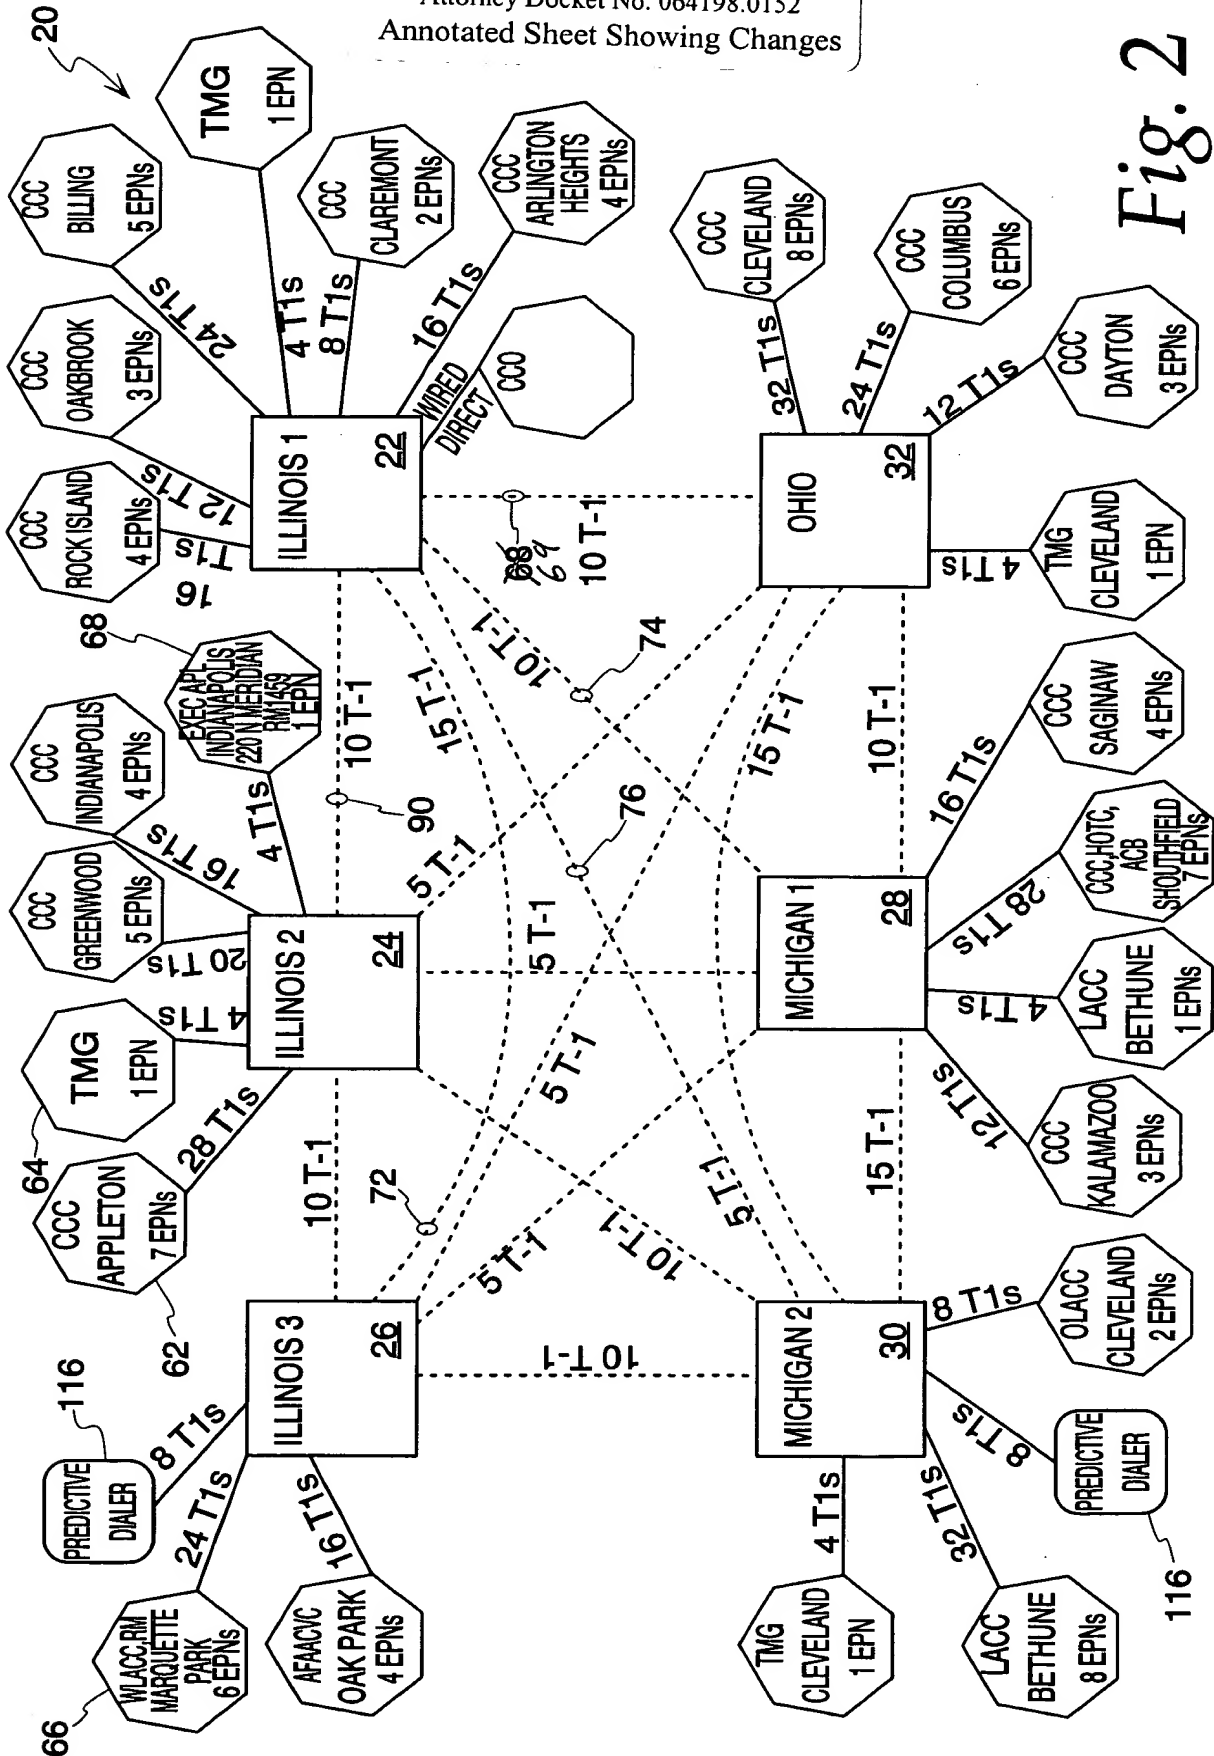 Attorney Docket No. 064198.0152
Annotated Sheet Showing Changes
Fig. 2
20
116
PREDICTIVE
DIALER
8 T1s
66
WLACC,RM
MARQUETTE
PARK
6 EPNs
24 T1s
AFAACVC
OAK PARK
4 EPNs
16 T1s
ILLINOIS 3
26
62
CCC
APPLETON
7 EPNs
28 T1s
64
TMG
1 EPN
4 T1s
CCC
GREENWOOD
5 EPNs
20 T1s
CCC
INDIANAPOLIS
4 EPNs
16 T1s
68
EXEC APL
INDIANAPOLIS
220 N MERIDIAN
RM1459
1 EPN
4 T1s
ILLINOIS 2
24
CCC
ROCK ISLAND
4 EPNs
16
T1s
CCC
OAKBROOK
3 EPNs
12 T1s
CCC
BILLING
5 EPNs
24 T1s
TMG
1 EPN
4 T1s
CCC
CLAREMONT
2 EPNs
8 T1s
CCC
ARLINGTON
HEIGHTS
4 EPNs
16 T1s
WIRED
DIRECT
CCO
ILLINOIS 1
22
10 T-1
72
10 T-1
90
15 T-1
10 T-1
68
69
10 T-1
74
5 T-1
76
5 T-1
5 T-1
5 T-1
10 T-1
5 T-1
15 T-1
10 T-1
15 T-1
10 T-1
MICHIGAN 2
30
TMG
CLEVELAND
1 EPN
4 T1s
LACC
BETHUNE
8 EPNs
32 T1s
PREDICTIVE
DIALER
8 T1s
116
OLACC
CLEVELAND
2 EPNs
8 T1s
MICHIGAN 1
28
CCC
KALAMAZOO
3 EPNs
12 T1s
LACC
BETHUNE
1 EPNs
4 T1s
CCC,HOTC,
ACB
SHOUTHFIELD
7 EPNs
28 T1s
CCC
SAGINAW
4 EPNs
16 T1s
OHIO
32
TMG
CLEVELAND
1 EPN
4 T1s
CCC
DAYTON
3 EPNs
12 T1s
CCC
COLUMBUS
6 EPNs
24 T1s
CCC
CLEVELAND
8 EPNs
32 T1s